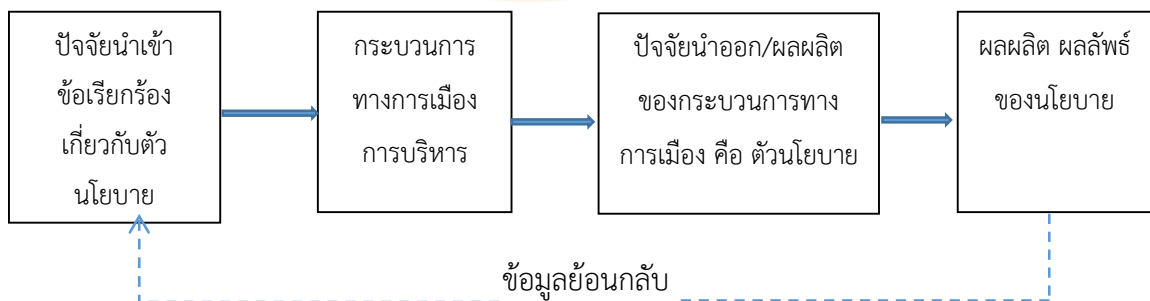 ปัจจัยนำเข้า
ข้อเรียกร้อง
เกี่ยวกับตัว
นโยบาย
กระบวนการ
ทางการเมือง
การบริหาร
ปัจจัยนำออก/ผลผลิต
ของกระบวนการทาง
การเมือง คือ ตัวนโยบาย
ผลผลิต ผลลัพธ์
ของนโยบาย
ข้อมูลย้อนกลับ